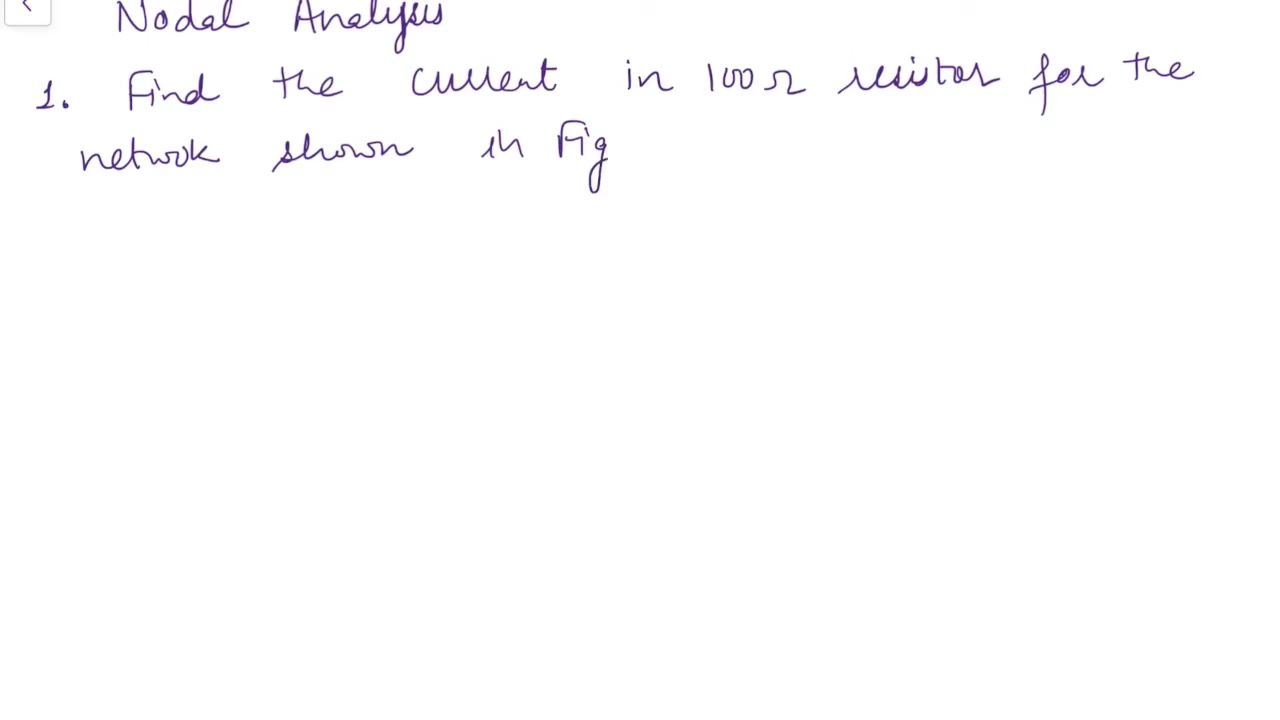 Nodal Analysis
1. Find the current in 100Ω resistor for the
network shown in Fig